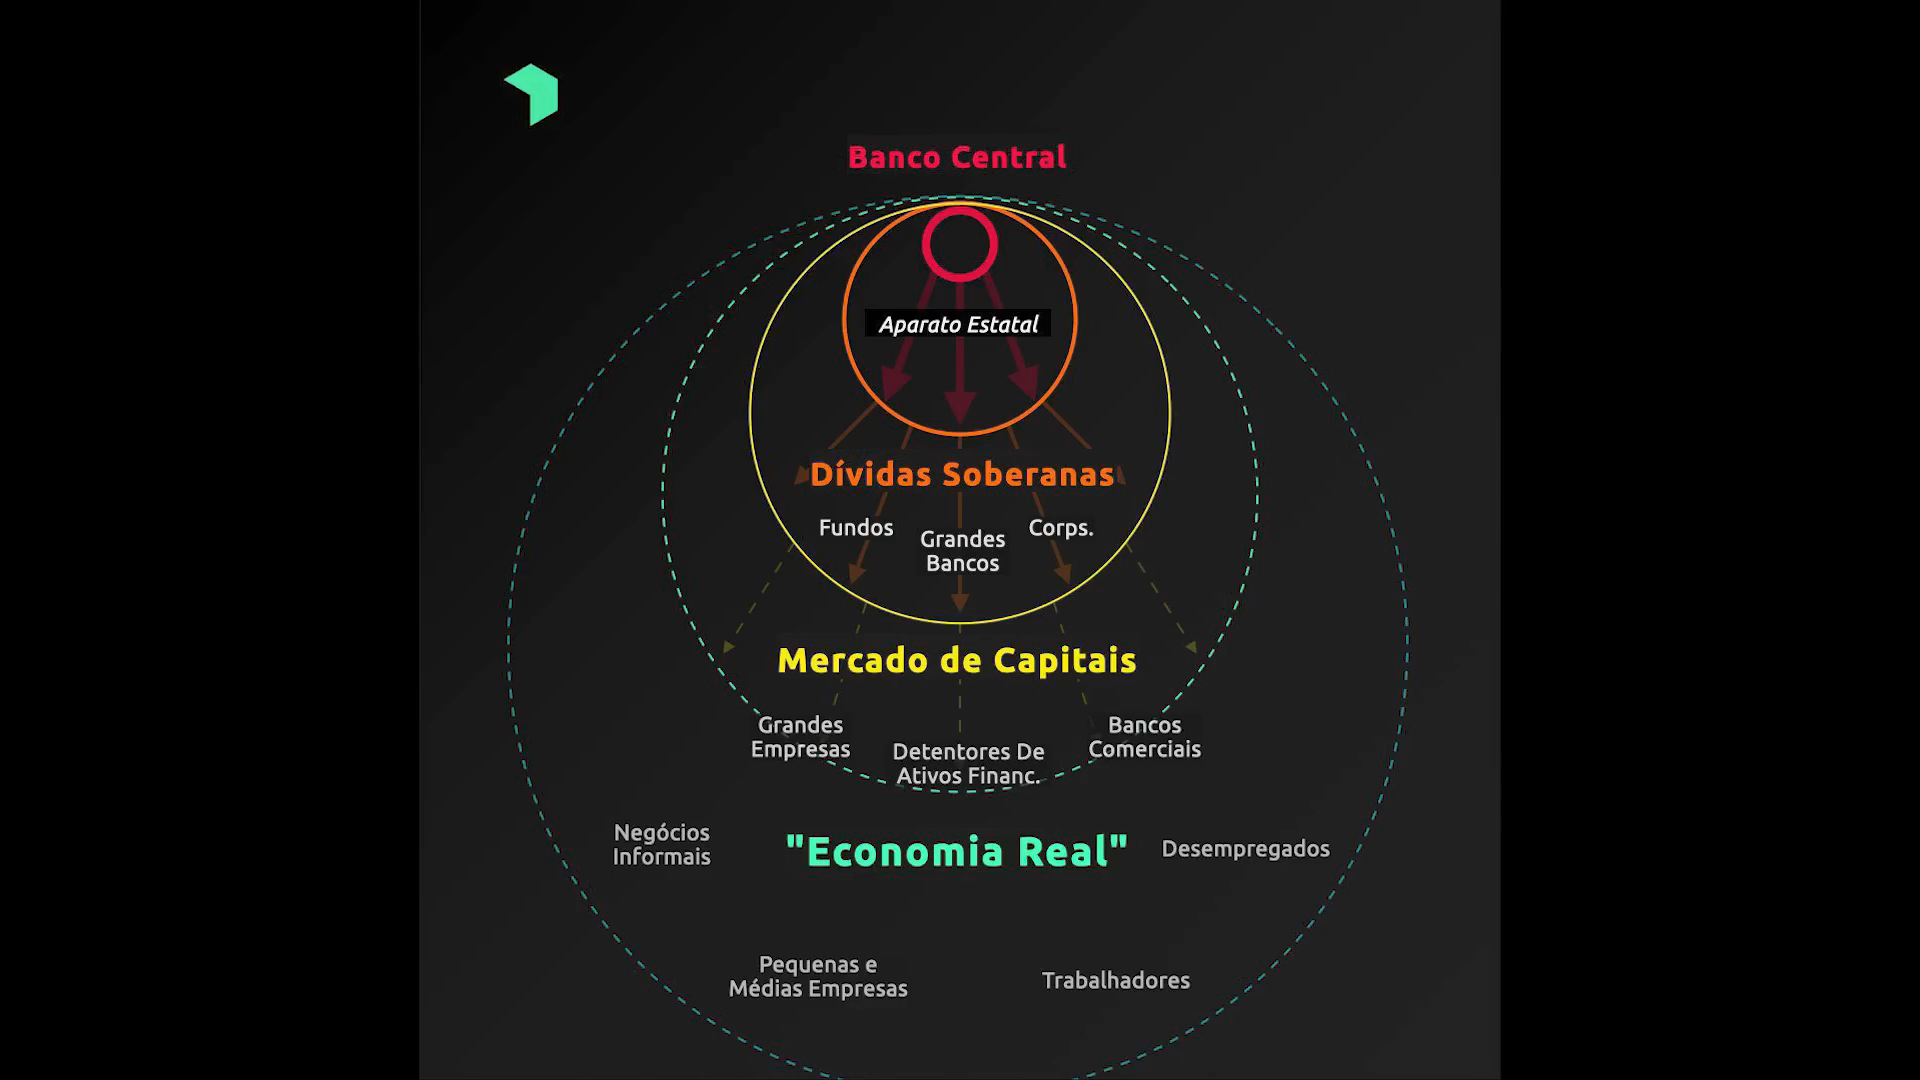 Banco Central
Aparato Estatal
Dívidas Soberanas
Fundos
Grandes
Bancos
Corps.
Mercado de Capitais
Grandes
Empresas
Detentores De
Ativos Financ.
Bancos
Comerciais
Negócios
Informais
"Economia Real"
Desempregados
Pequenas e
Médias Empresas
Trabalhadores